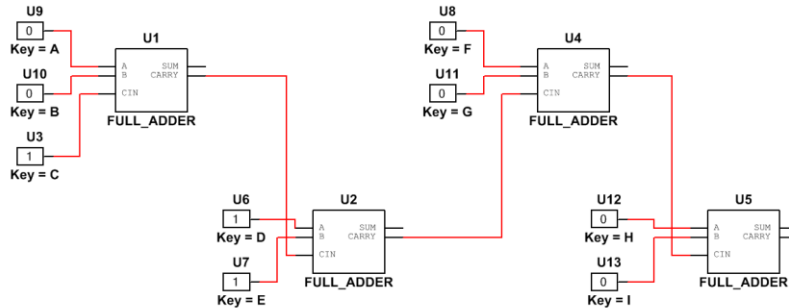 U9
0
Key = A
U10
0
Key = B
U3
1
Key = C
U1
A
B
CIN
SUM
CARRY
FULL_ADDER
U6
1
Key = D
U7
1
Key = E
U2
A
B
CIN
SUM
CARRY
FULL_ADDER
U8
0
Key = F
U11
0
Key = G
U4
A
B
CIN
SUM
CARRY
FULL_ADDER
U12
0
Key = H
U13
0
Key = I
U5
A
B
CIN
SUM
CARRY
FULL_ADDER